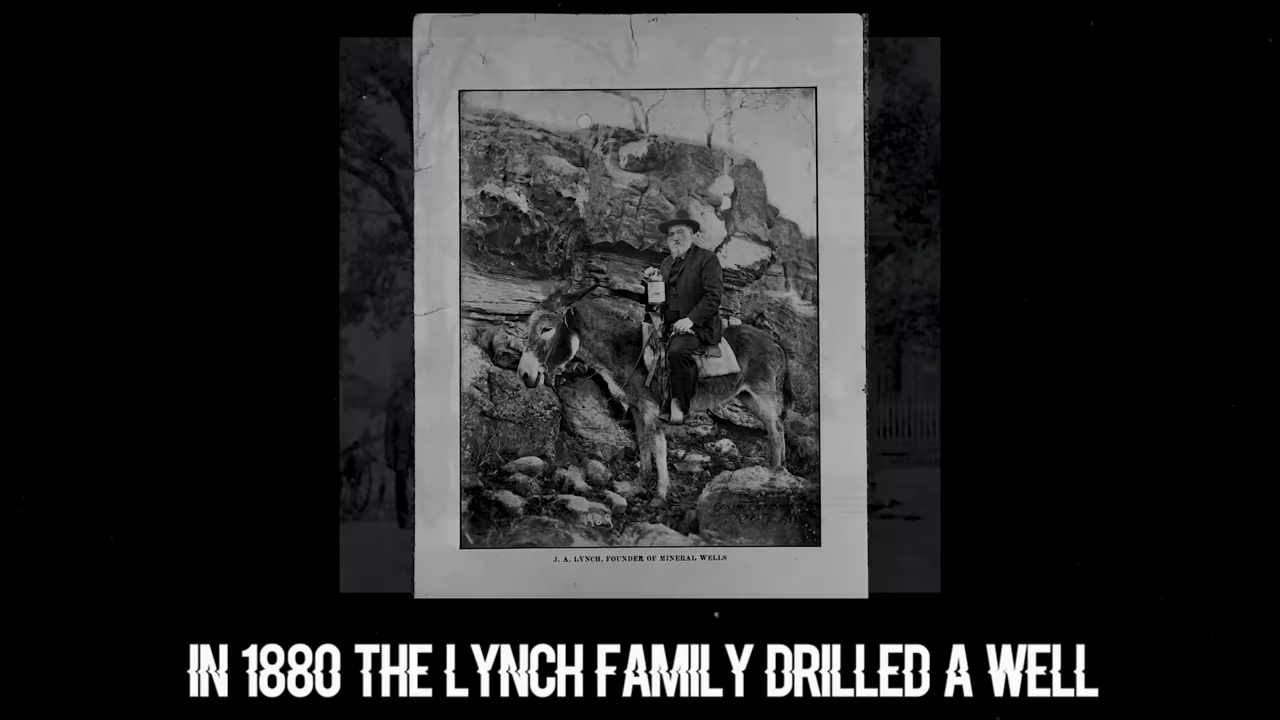 J. A. LYNCH, FOUNDER OF MINERAL WELLS
IN 1880 THE LYNCH FAMILY DRILLED A WELL